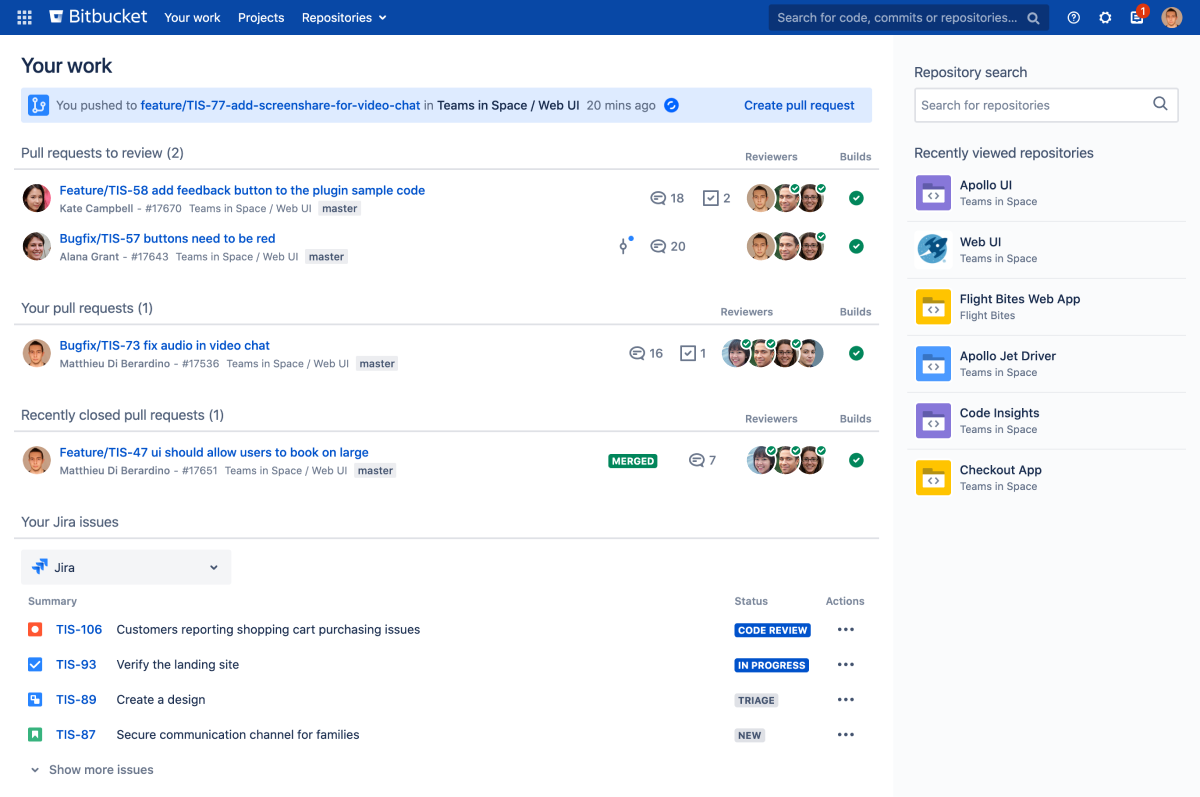 Bitbucket Your work Projects Repositories Search for code, commits or repositories... 1
Your work
You pushed to feature/TIS-77-add-screenshare-for-video-chat in Teams in Space / Web UI 20 mins ago Create pull request
Pull requests to review (2) Reviewers Builds
Feature/TIS-58 add feedback button to the plugin sample code 18 2
Kate Campbell - #17670 Teams in Space / Web UI master
Bugfix/TIS-57 buttons need to be red 20
Alana Grant - #17643 Teams in Space / Web UI master
Your pull requests (1) Reviewers Builds
Bugfix/TIS-73 fix audio in video chat 16 1
Matthieu Di Berardino - #17536 Teams in Space / Web UI master
Recently closed pull requests (1) Reviewers Builds
Feature/TIS-47 ui should allow users to book on large MERGED 7
Matthieu Di Berardino - #17651 Teams in Space / Web UI master
Your Jira issues
Jira
Summary Status Actions
TIS-106 Customers reporting shopping cart purchasing issues CODE REVIEW
TIS-93 Verify the landing site IN PROGRESS
TIS-89 Create a design TRIAGE
TIS-87 Secure communication channel for families NEW
Show more issues
Repository search
Search for repositories
Recently viewed repositories
Apollo UI
Teams in Space
Web UI
Teams in Space
Flight Bites Web App
Flight Bites
Apollo Jet Driver
Teams in Space
Code Insights
Teams in Space
Checkout App
Teams in Space